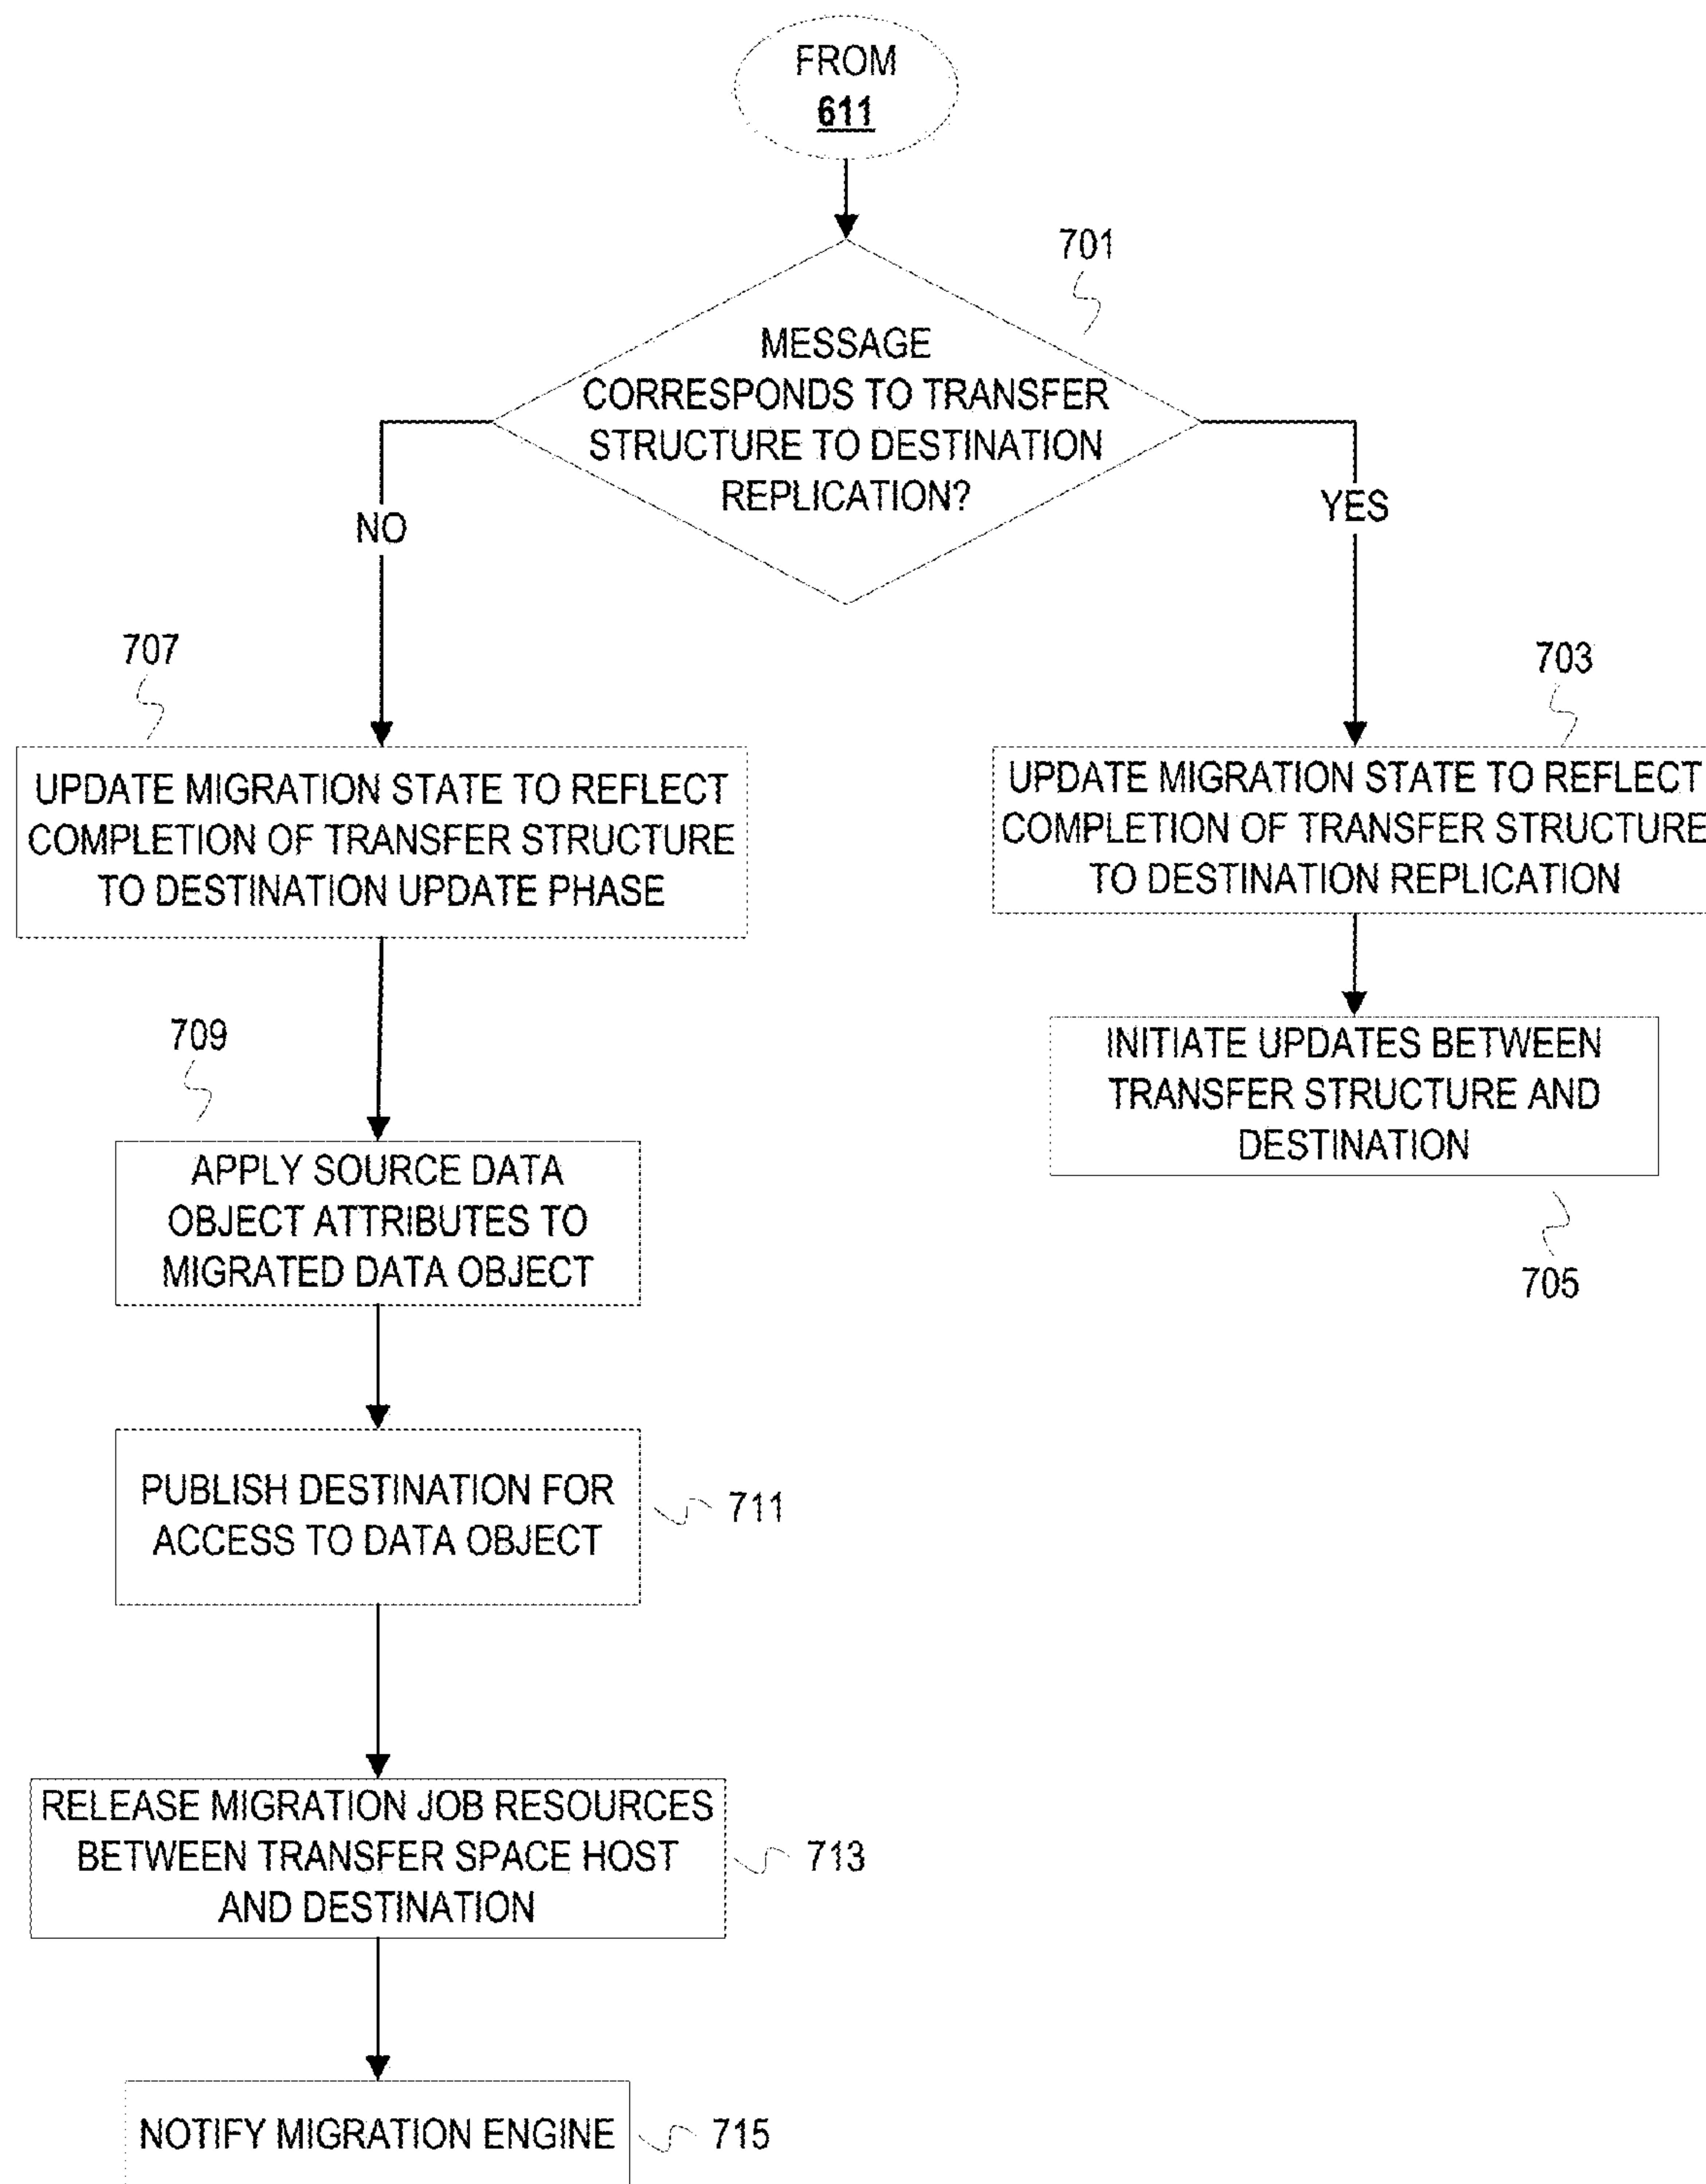 FROM
611
701
MESSAGE
CORRESPONDS TO TRANSFER
STRUCTURE TO DESTINATION
REPLICATION?
NO
YES
707
703
UPDATE MIGRATION STATE TO REFLECT
COMPLETION OF TRANSFER STRUCTURE
TO DESTINATION UPDATE PHASE
UPDATE MIGRATION STATE TO REFLECT
COMPLETION OF TRANSFER STRUCTURE
TO DESTINATION REPLICATION
709
INITIATE UPDATES BETWEEN
TRANSFER STRUCTURE AND
DESTINATION
705
APPLY SOURCE DATA
OBJECT ATTRIBUTES TO
MIGRATED DATA OBJECT
PUBLISH DESTINATION FOR
ACCESS TO DATA OBJECT
711
RELEASE MIGRATION JOB RESOURCES
BETWEEN TRANSFER SPACE HOST
AND DESTINATION
713
NOTIFY MIGRATION ENGINE
715